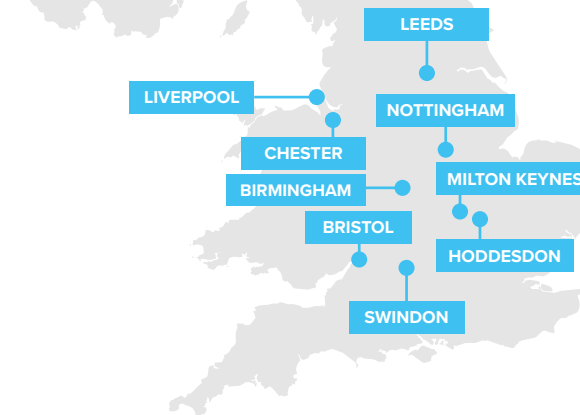 LEEDS
LIVERPOOL
NOTTINGHAM
CHESTER
MILTON KEYNES
BIRMINGHAM
BRISTOL
HODDESDON
SWINDON